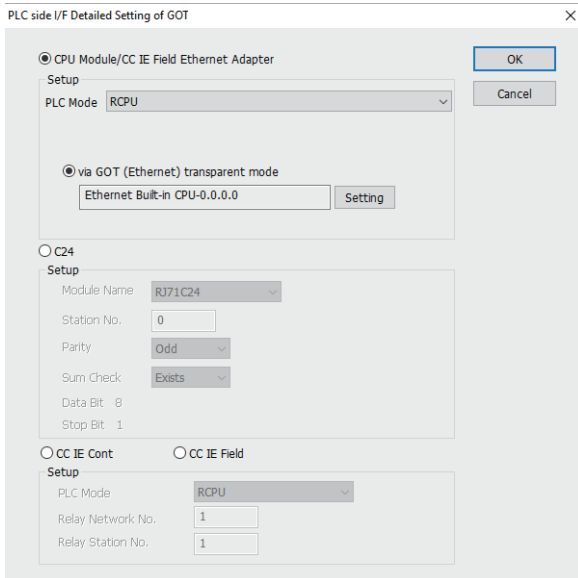 PLC side I/F Detailed Setting of GOT
CPU Module/CC IE Field Ethernet Adapter
OK
Setup
Cancel
PLC Mode RCPU
via GOT (Ethernet) transparent mode
Ethernet Built-in CPU-0.0.0.0
Setting
C24
Setup
Module Name RJ71C24
Station No. 0
Parity Odd
Sum Check Exists
Data Bit 8
Stop Bit 1
CC IE Cont CC IE Field
Setup
PLC Mode RCPU
Relay Network No. 1
Relay Station No. 1